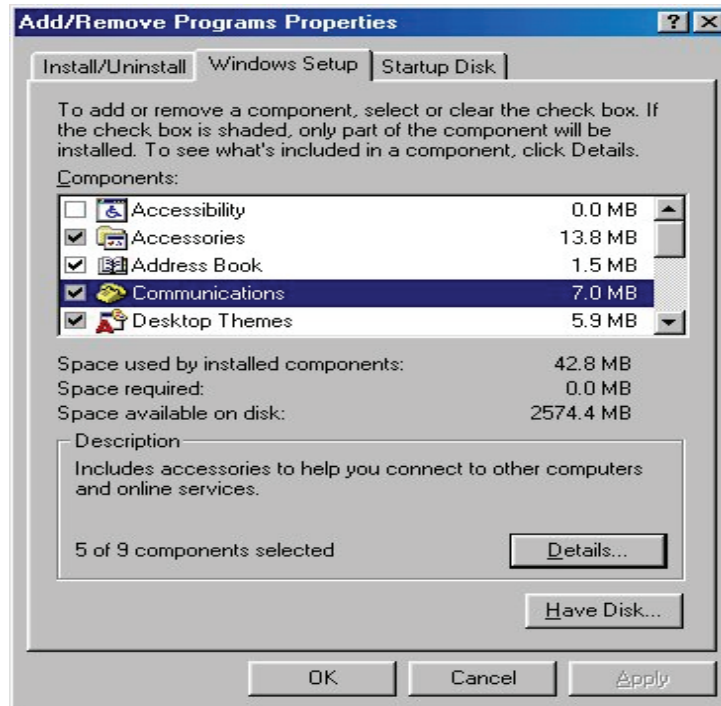 Add/Remove Programs Properties
Install/Uninstall Windows Setup Startup Disk
To add or remove a component, select or clear the check box. If
the check box is shaded, only part of the component will be
installed. To see what's included in a component, click Details.
Components:
Accessibility 0.0 MB
Accessories 13.8 MB
Address Book 1.5 MB
Communications 7.0 MB
Desktop Themes 5.9 MB
Space used by installed components: 42.8 MB
Space required: 0.0 MB
Space available on disk: 2574.4 MB
Description
Includes accessories to help you connect to other computers
and online services.
5 of 9 components selected Details...
Have Disk...
OK Cancel Apply